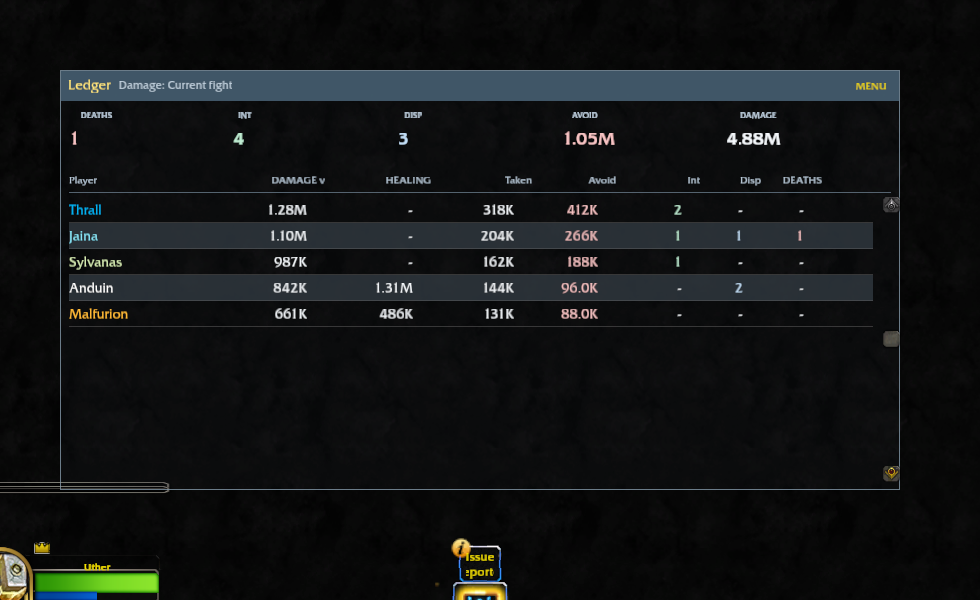 Ledger Damage: Current fight MENU
DEATHS INT DISP AVOID DAMAGE
1 4 3 1.05M 4.88M
Player DAMAGE v HEALING Taken Avoid Int Disp DEATHS
Thrall 1.28M - 318K 412K 2 - -
Jaina 1.10M - 204K 266K 1 1 1
Sylvanas 987K - 162K 188K 1 - -
Anduin 842K 1.31M 144K 96.0K - 2 -
Malfurion 661K 486K 131K 88.0K - - -
Uther
Issue